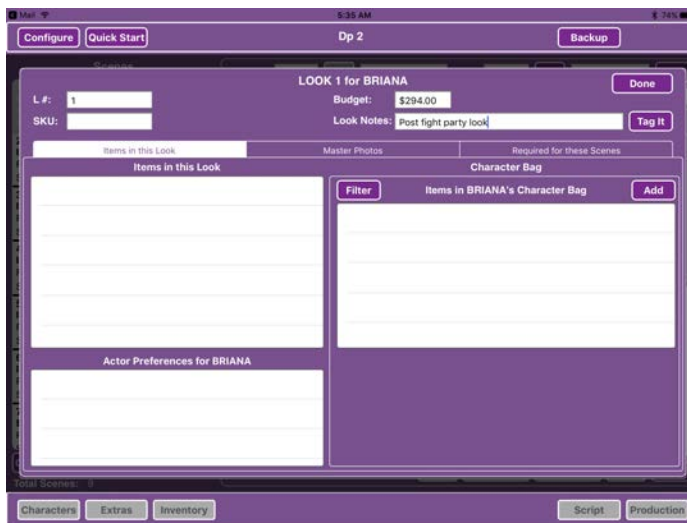 Mail 5:35 AM 74%
Configure Quick Start Dp 2 Backup
Scenes
LOOK 1 for BRIANA Done
L #: 1 Budget: $294.00
SKU: Look Notes: Post fight party look Tag It
Items in this Look Master Photos Required for these Scenes
Items in this Look Character Bag
Filter Items in BRIANA's Character Bag Add
Actor Preferences for BRIANA
Total Scenes: 9
Characters Extras Inventory Script Production